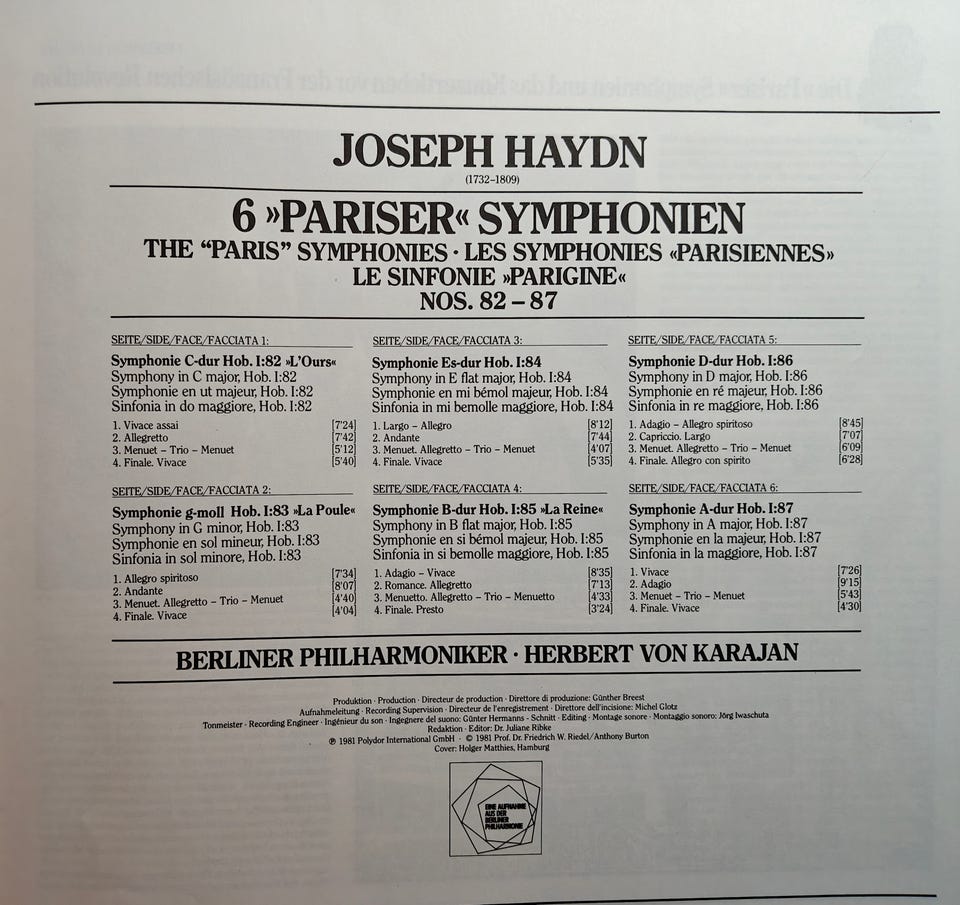 JOSEPH HAYDN
(1732–1809)
6 »PARISER« SYMPHONIEN
THE “PARIS” SYMPHONIES · LES SYMPHONIES «PARISIENNES»
LE SINFONIE »PARIGINE«
NOS. 82 – 87
SEITE/SIDE/FACE/FACCIATA 1:
Symphonie C-dur Hob. I:82 »L'Ours«
Symphony in C major, Hob. I:82
Symphonie en ut majeur, Hob. I:82
Sinfonia in do maggiore, Hob. I:82
1. Vivace assai [7'24]
2. Allegretto [7'42]
3. Menuet – Trio – Menuet [5'12]
4. Finale. Vivace [5'40]
SEITE/SIDE/FACE/FACCIATA 2:
Symphonie g-moll Hob. I:83 »La Poule«
Symphony in G minor, Hob. I:83
Symphonie en sol mineur, Hob. I:83
Sinfonia in sol minore, Hob. I:83
1. Allegro spiritoso [7'34]
2. Andante [8'07]
3. Menuet. Allegretto – Trio – Menuet [4'40]
4. Finale. Vivace [4'04]
SEITE/SIDE/FACE/FACCIATA 3:
Symphonie Es-dur Hob. I:84
Symphony in E flat major, Hob. I:84
Symphonie en mi bémol majeur, Hob. I:84
Sinfonia in mi bemolle maggiore, Hob. I:84
1. Largo – Allegro [8'12]
2. Andante [7'44]
3. Menuet. Allegretto – Trio – Menuet [4'07]
4. Finale. Vivace [5'35]
SEITE/SIDE/FACE/FACCIATA 4:
Symphonie B-dur Hob. I:85 »La Reine«
Symphony in B flat major, Hob. I:85
Symphonie en si bémol majeur, Hob. I:85
Sinfonia in si bemolle maggiore, Hob. I:85
1. Adagio – Vivace [8'35]
2. Romance. Allegretto [7'13]
3. Menuetto. Allegretto – Trio – Menuetto [4'33]
4. Finale. Presto [3'24]
SEITE/SIDE/FACE/FACCIATA 5:
Symphonie D-dur Hob. I:86
Symphony in D major, Hob. I:86
Symphonie en ré majeur, Hob. I:86
Sinfonia in re maggiore, Hob. I:86
1. Adagio – Allegro spiritoso [8'45]
2. Capriccio. Largo [7'07]
3. Menuet. Allegretto – Trio – Menuet [6'09]
4. Finale. Allegro con spirito [6'28]
SEITE/SIDE/FACE/FACCIATA 6:
Symphonie A-dur Hob. I:87
Symphony in A major, Hob. I:87
Symphonie en la majeur, Hob. I:87
Sinfonia in la maggiore, Hob. I:87
1. Vivace [7'26]
2. Adagio [9'15]
3. Menuet – Trio – Menuet [5'43]
4. Finale. Vivace [4'30]
BERLINER PHILHARMONIKER · HERBERT VON KARAJAN
Produktion · Production · Directeur de production · Direttore di produzione: Günther Breest
Aufnahmeleitung · Recording Supervision · Directeur de l'enregistrement · Direttore dell'incisione: Michel Glotz
Tonmeister · Recording Engineer · Ingénieur du son · Ingegnere del suono: Günter Hermanns - Schnitt · Editing · Montage sonore · Montaggio sonoro: Jörg Iwaschuta
Redaktion · Editor: Dr. Juliane Ribke
℗ 1981 Polydor International GmbH · © 1981 Prof. Dr. Friedrich W. Riedel/Anthony Burton
Cover: Holger Matthies, Hamburg
EINE AUFNAHME
AUS DER
BERLINER
PHILHARMONIE